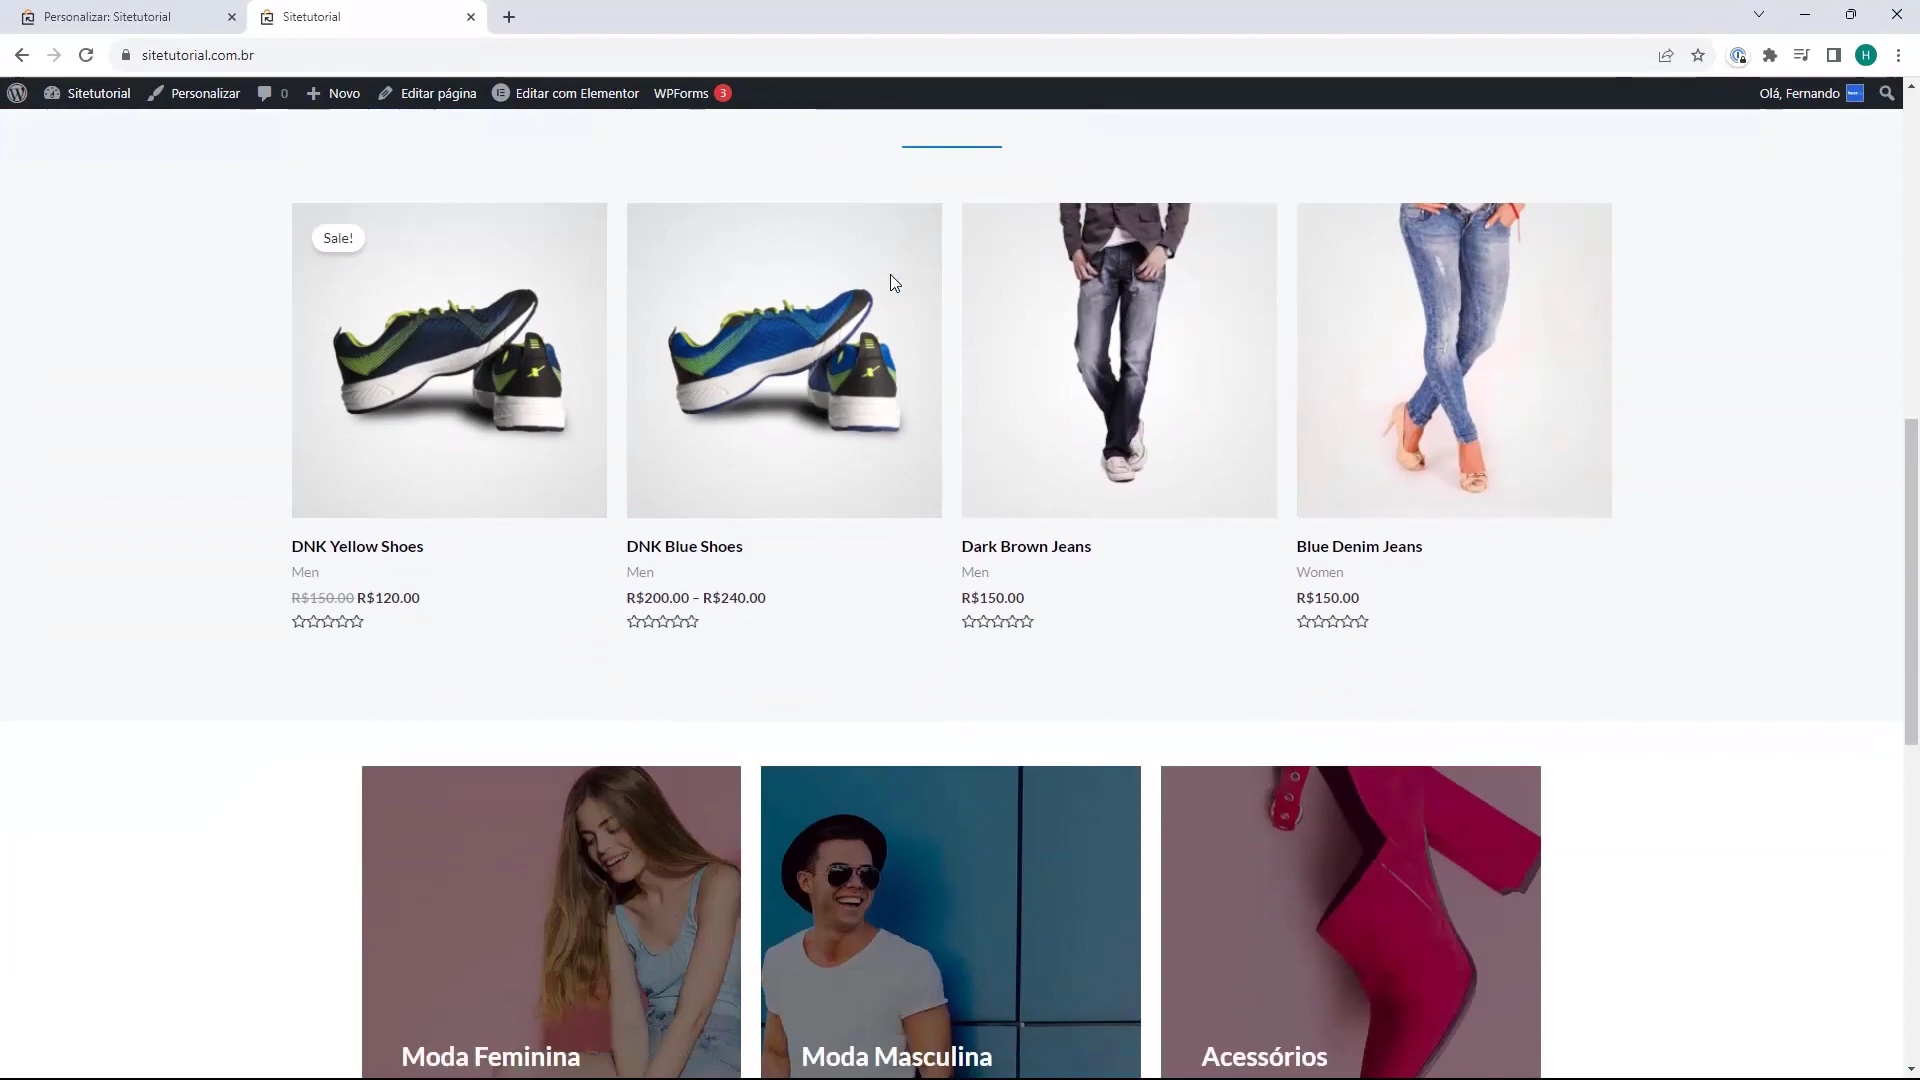 Personalizar: Sitetutorial
Sitetutorial
sitetutorial.com.br
H
Sitetutorial
Personalizar
0
Novo
Editar página
Editar com Elementor
WPForms 3
Olá, Fernando
Sale!
DNK Yellow Shoes
Men
R$150.00 R$120.00
DNK Blue Shoes
Men
R$200.00 – R$240.00
Dark Brown Jeans
Men
R$150.00
Blue Denim Jeans
Women
R$150.00
Moda Feminina
Moda Masculina
Acessórios